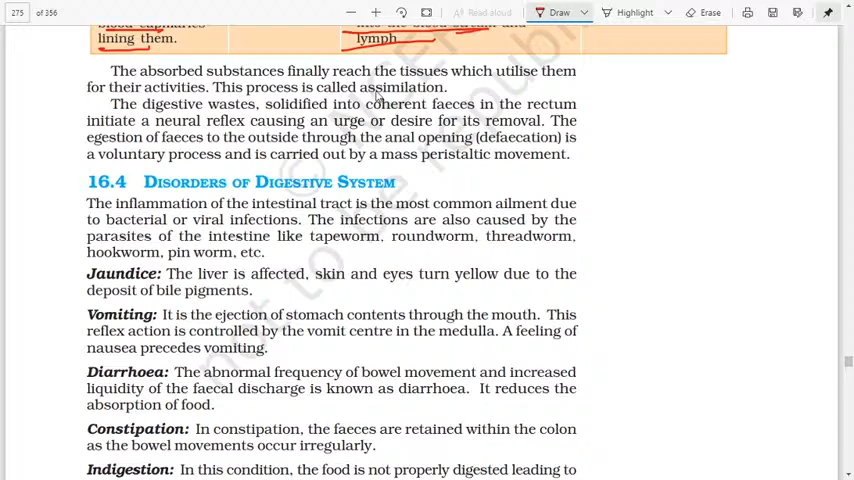 275 of 356 Read aloud Draw Highlight Erase
blood capillaries into the blood stream and
lining them. lymph
The absorbed substances finally reach the tissues which utilise them
for their activities. This process is called assimilation.
The digestive wastes, solidified into coherent faeces in the rectum
initiate a neural reflex causing an urge or desire for its removal. The
egestion of faeces to the outside through the anal opening (defaecation) is
a voluntary process and is carried out by a mass peristaltic movement.
16.4 DISORDERS OF DIGESTIVE SYSTEM
The inflammation of the intestinal tract is the most common ailment due
to bacterial or viral infections. The infections are also caused by the
parasites of the intestine like tapeworm, roundworm, threadworm,
hookworm, pin worm, etc.
Jaundice: The liver is affected, skin and eyes turn yellow due to the
deposit of bile pigments.
Vomiting: It is the ejection of stomach contents through the mouth. This
reflex action is controlled by the vomit centre in the medulla. A feeling of
nausea precedes vomiting.
Diarrhoea: The abnormal frequency of bowel movement and increased
liquidity of the faecal discharge is known as diarrhoea. It reduces the
absorption of food.
Constipation: In constipation, the faeces are retained within the colon
as the bowel movements occur irregularly.
Indigestion: In this condition, the food is not properly digested leading to
© NCER
not to be republi